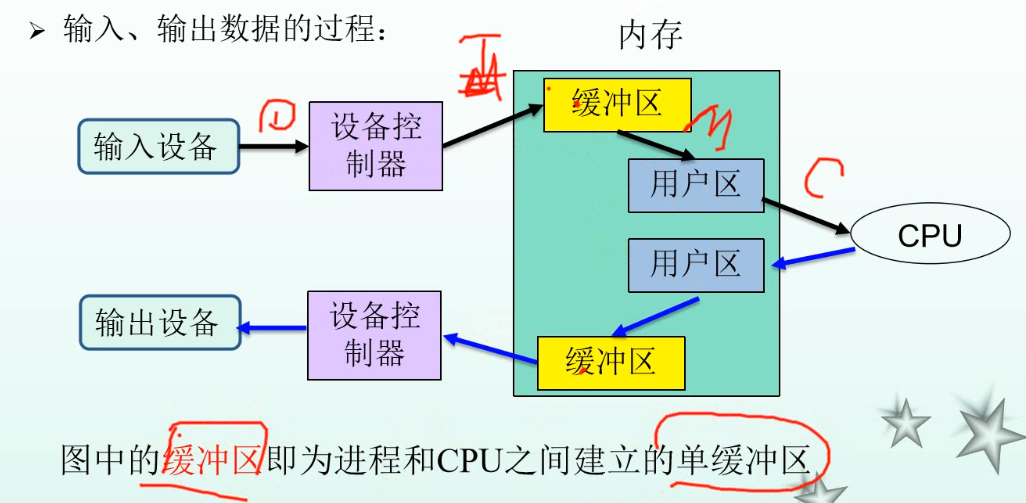 ➢ 输入、输出数据的过程：
内存
D
T
缓冲区
M
输入设备
设备控
制器
用户区
C
CPU
用户区
输出设备
设备控
制器
缓冲区
图中的缓冲区即为进程和CPU之间建立的单缓冲区